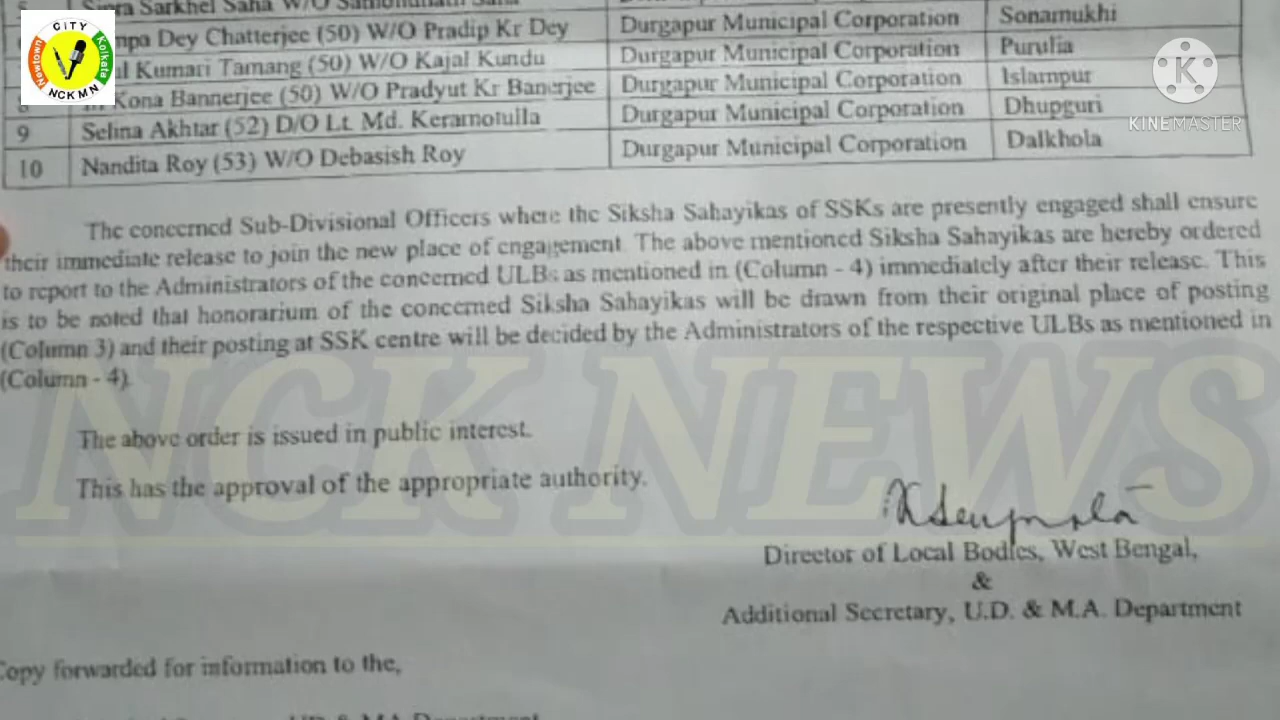 Sarkhel Saha W/O
pa Dey Chatterjee (50) W/O Pradip Kr Dey Durgapur Municipal Corporation Sonamukhi
l Kumari Tamang (50) W/O Kajal Kundu Durgapur Municipal Corporation Purulia
8 Kona Bannerjee (50) W/O Pradyut Kr Banerjee Durgapur Municipal Corporation Islampur
9 Selina Akhtar (52) D/O Lt. Md. Keramotulla Durgapur Municipal Corporation Dhupguri
10 Nandita Roy (53) W/O Debasish Roy Durgapur Municipal Corporation Dalkhola
The concerned Sub-Divisional Officers where the Siksha Sahayikas of SSKs are presently engaged shall ensure
their immediate release to join the new place of engagement. The above mentioned Siksha Sahayikas are hereby ordered
to report to the Administrators of the concerned ULBs as mentioned in (Column - 4) immediately after their release. This
is to be noted that honorarium of the concerned Siksha Sahayikas will be drawn from their original place of posting
(Column 3) and their posting at SSK centre will be decided by the Administrators of the respective ULBs as mentioned in
(Column - 4).
The above order is issued in public interest.
This has the approval of the appropriate authority.
Director of Local Bodies, West Bengal,
&
Additional Secretary, U.D. & M.A. Department
Copy forwarded for information to the,
UD & MA Department
CITY
Newtown
Kolkata
NCKMN
K
KINEMASTER
NCK NEWS